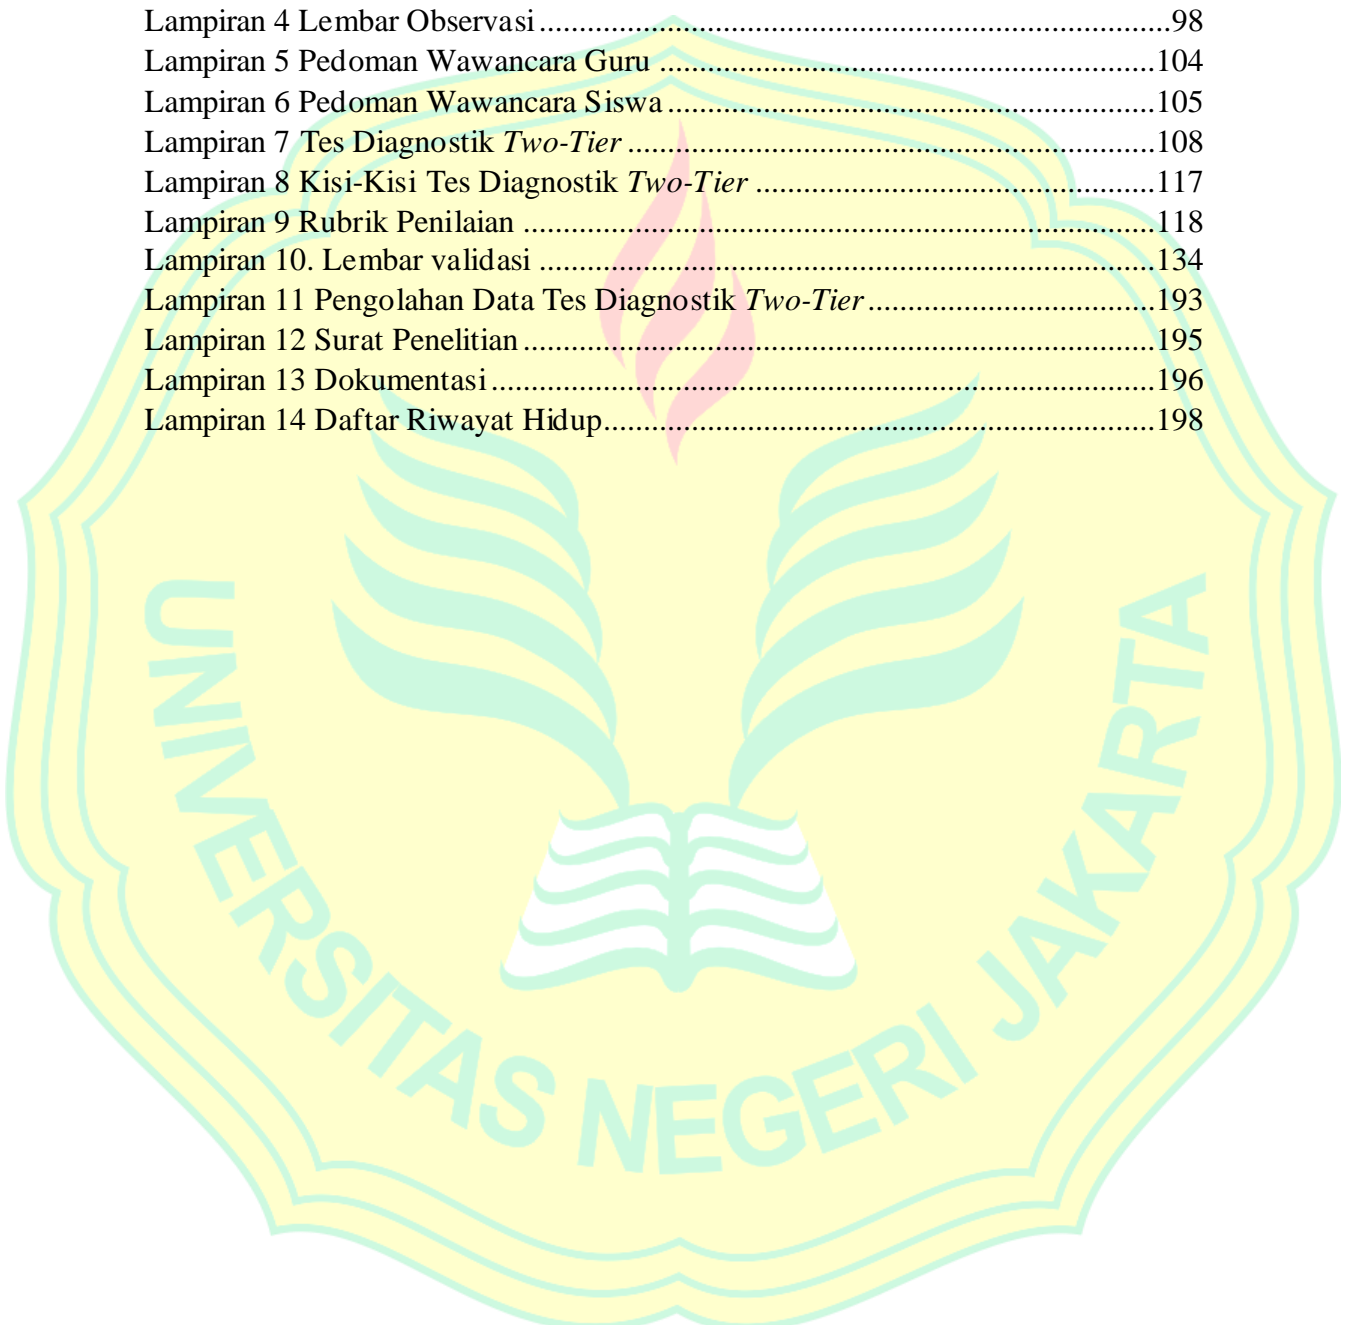 Lampiran 4 Lembar Observasi...............................................................................98
Lampiran 5 Pedoman Wawancara Guru ..............................................................104
Lampiran 6 Pedoman Wawancara Siswa.............................................................105
Lampiran 7 Tes Diagnostik Two-Tier..................................................................108
Lampiran 8 Kisi-Kisi Tes Diagnostik Two-Tier ..................................................117
Lampiran 9 Rubrik Penilaian ...............................................................................118
Lampiran 10. Lembar validasi .............................................................................134
Lampiran 11 Pengolahan Data Tes Diagnostik Two-Tier....................................193
Lampiran 12 Surat Penelitian...............................................................................195
Lampiran 13 Dokumentasi...................................................................................196
Lampiran 14 Daftar Riwayat Hidup.....................................................................198
UNIVERSITAS NEGERI JAKARTA